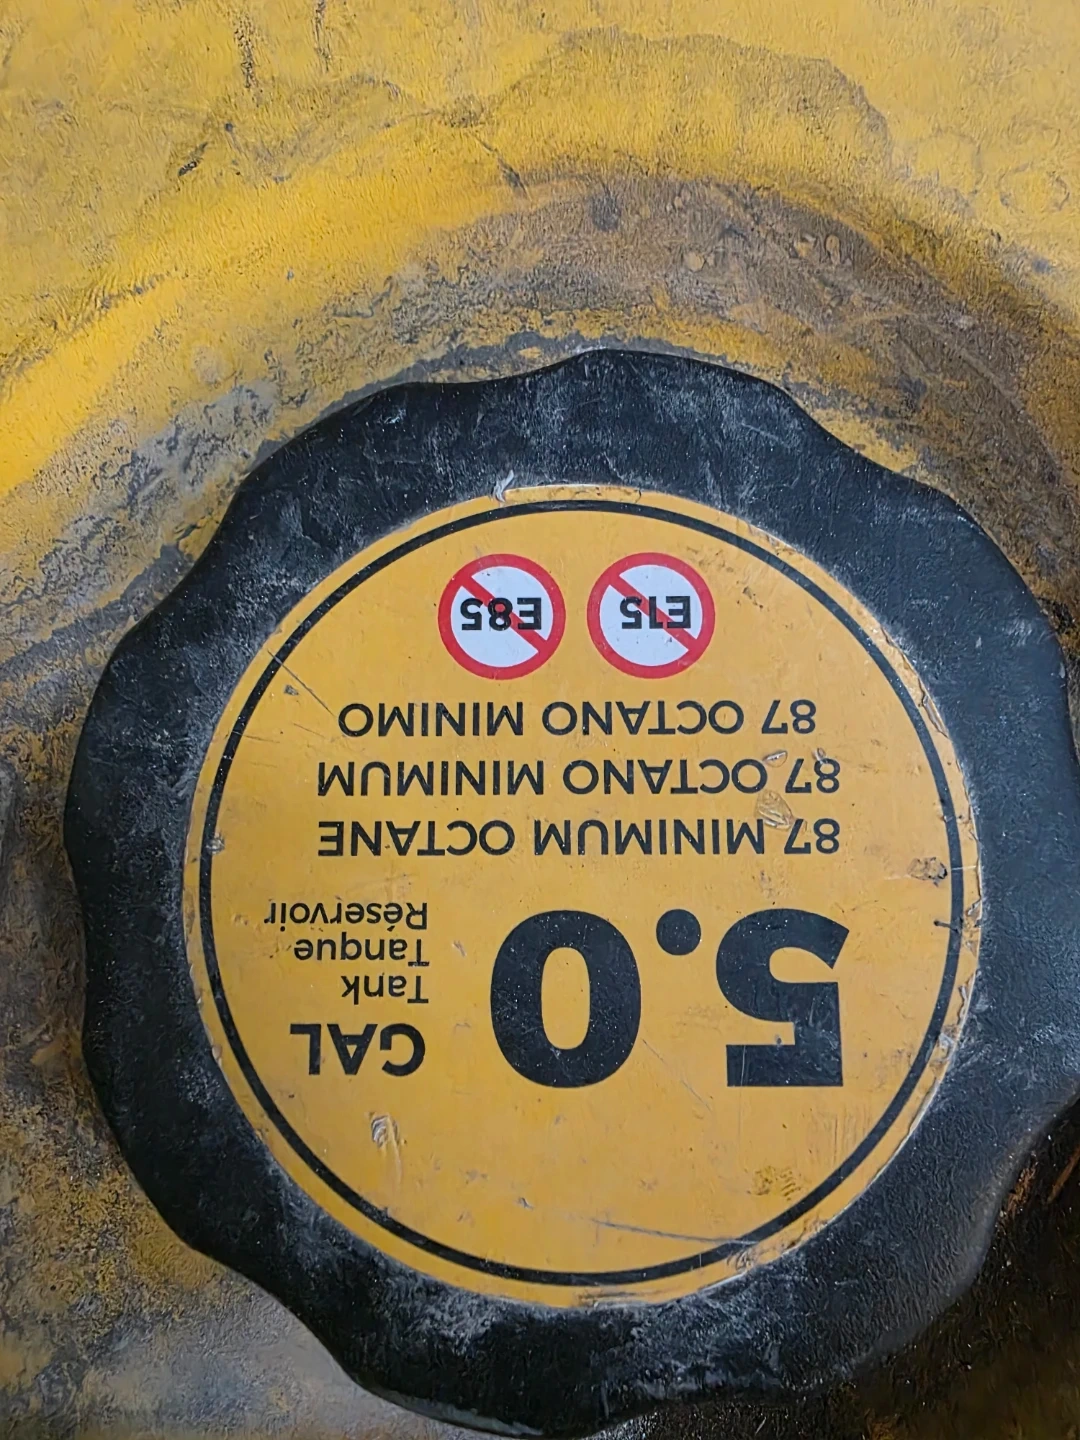 5.0
GAL
Tank
Tanque
Réservoir
87 MINIMUM OCTANE
87 OCTANO MINIMUM
87 OCTANO MINIMO
E15
E85